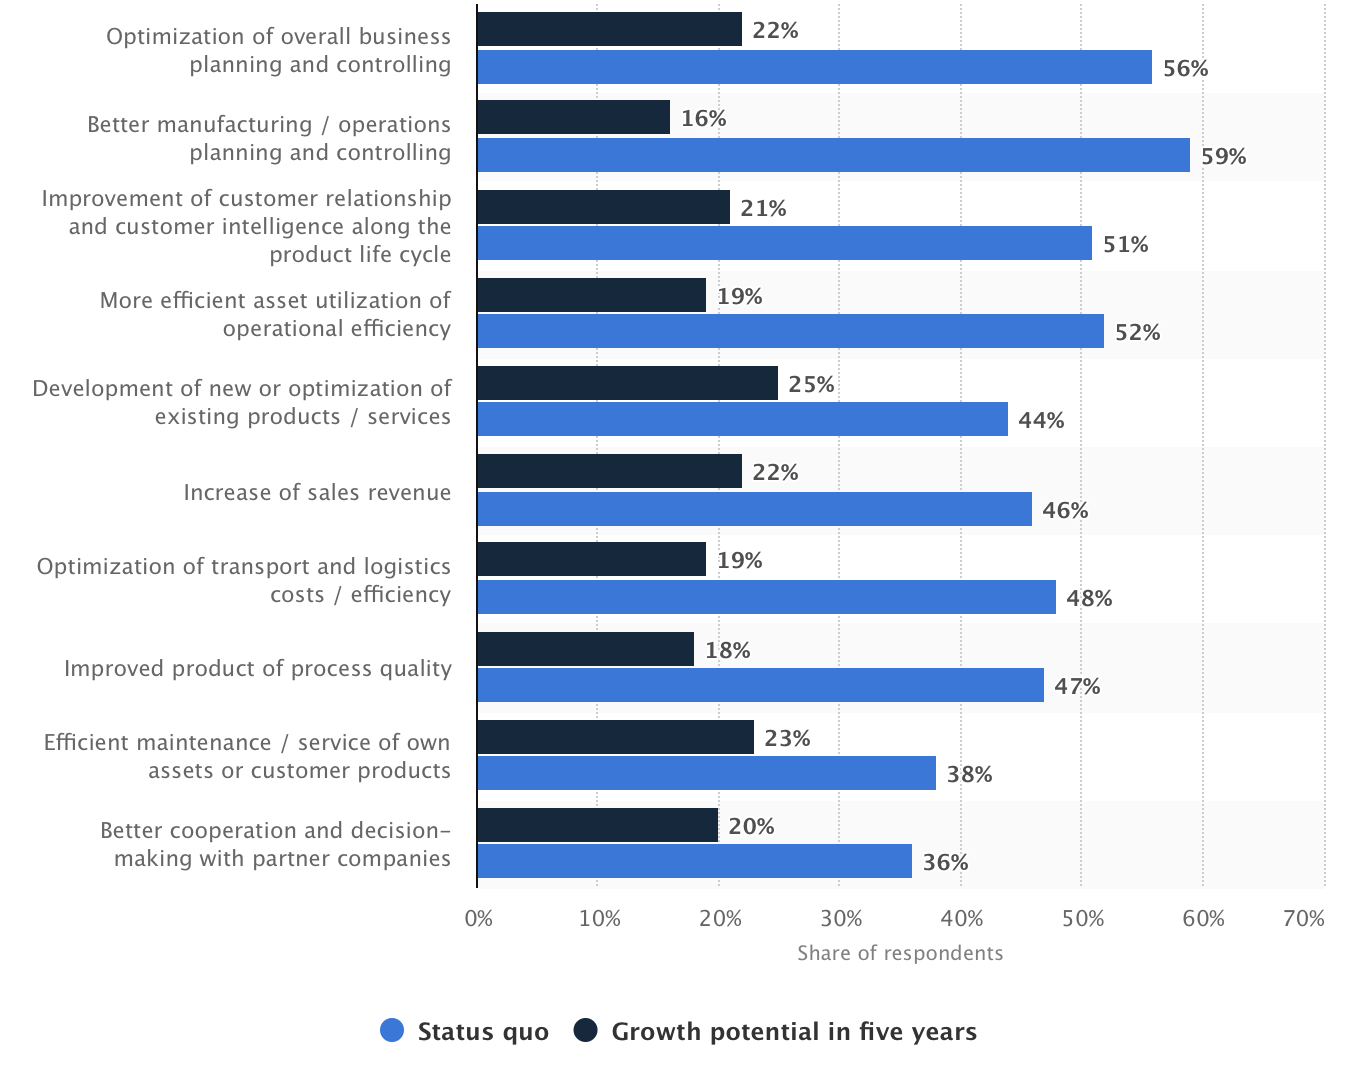 Optimization of overall business
planning and controlling
22%
56%
Better manufacturing / operations
planning and controlling
16%
59%
Improvement of customer relationship
and customer intelligence along the
product life cycle
21%
51%
More efficient asset utilization of
operational efficiency
19%
52%
Development of new or optimization of
existing products / services
25%
44%
Increase of sales revenue
22%
46%
Optimization of transport and logistics
costs / efficiency
19%
48%
Improved product of process quality
18%
47%
Efficient maintenance / service of own
assets or customer products
23%
38%
Better cooperation and decision-
making with partner companies
20%
36%
0% 10% 20% 30% 40% 50% 60% 70%
Share of respondents
Status quo Growth potential in five years